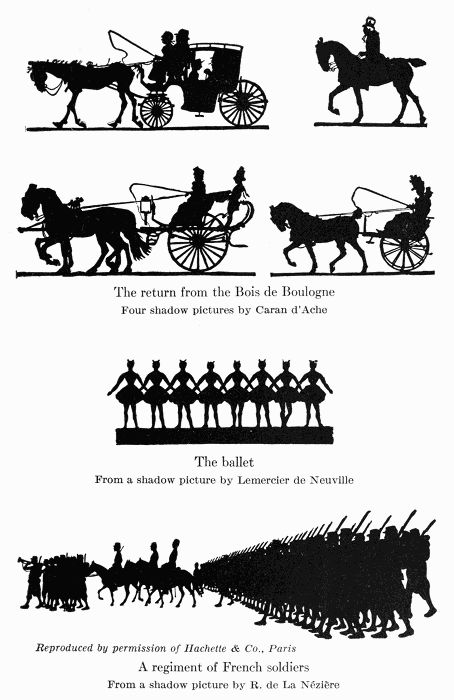 The return from the Bois de Boulogne
Four shadow pictures by Caran d'Ache
The ballet
From a shadow picture by Lemercier de Neuville
Reproduced by permission of Hachette & Co., Paris
A regiment of French soldiers
From a shadow picture by R. de La Nézière